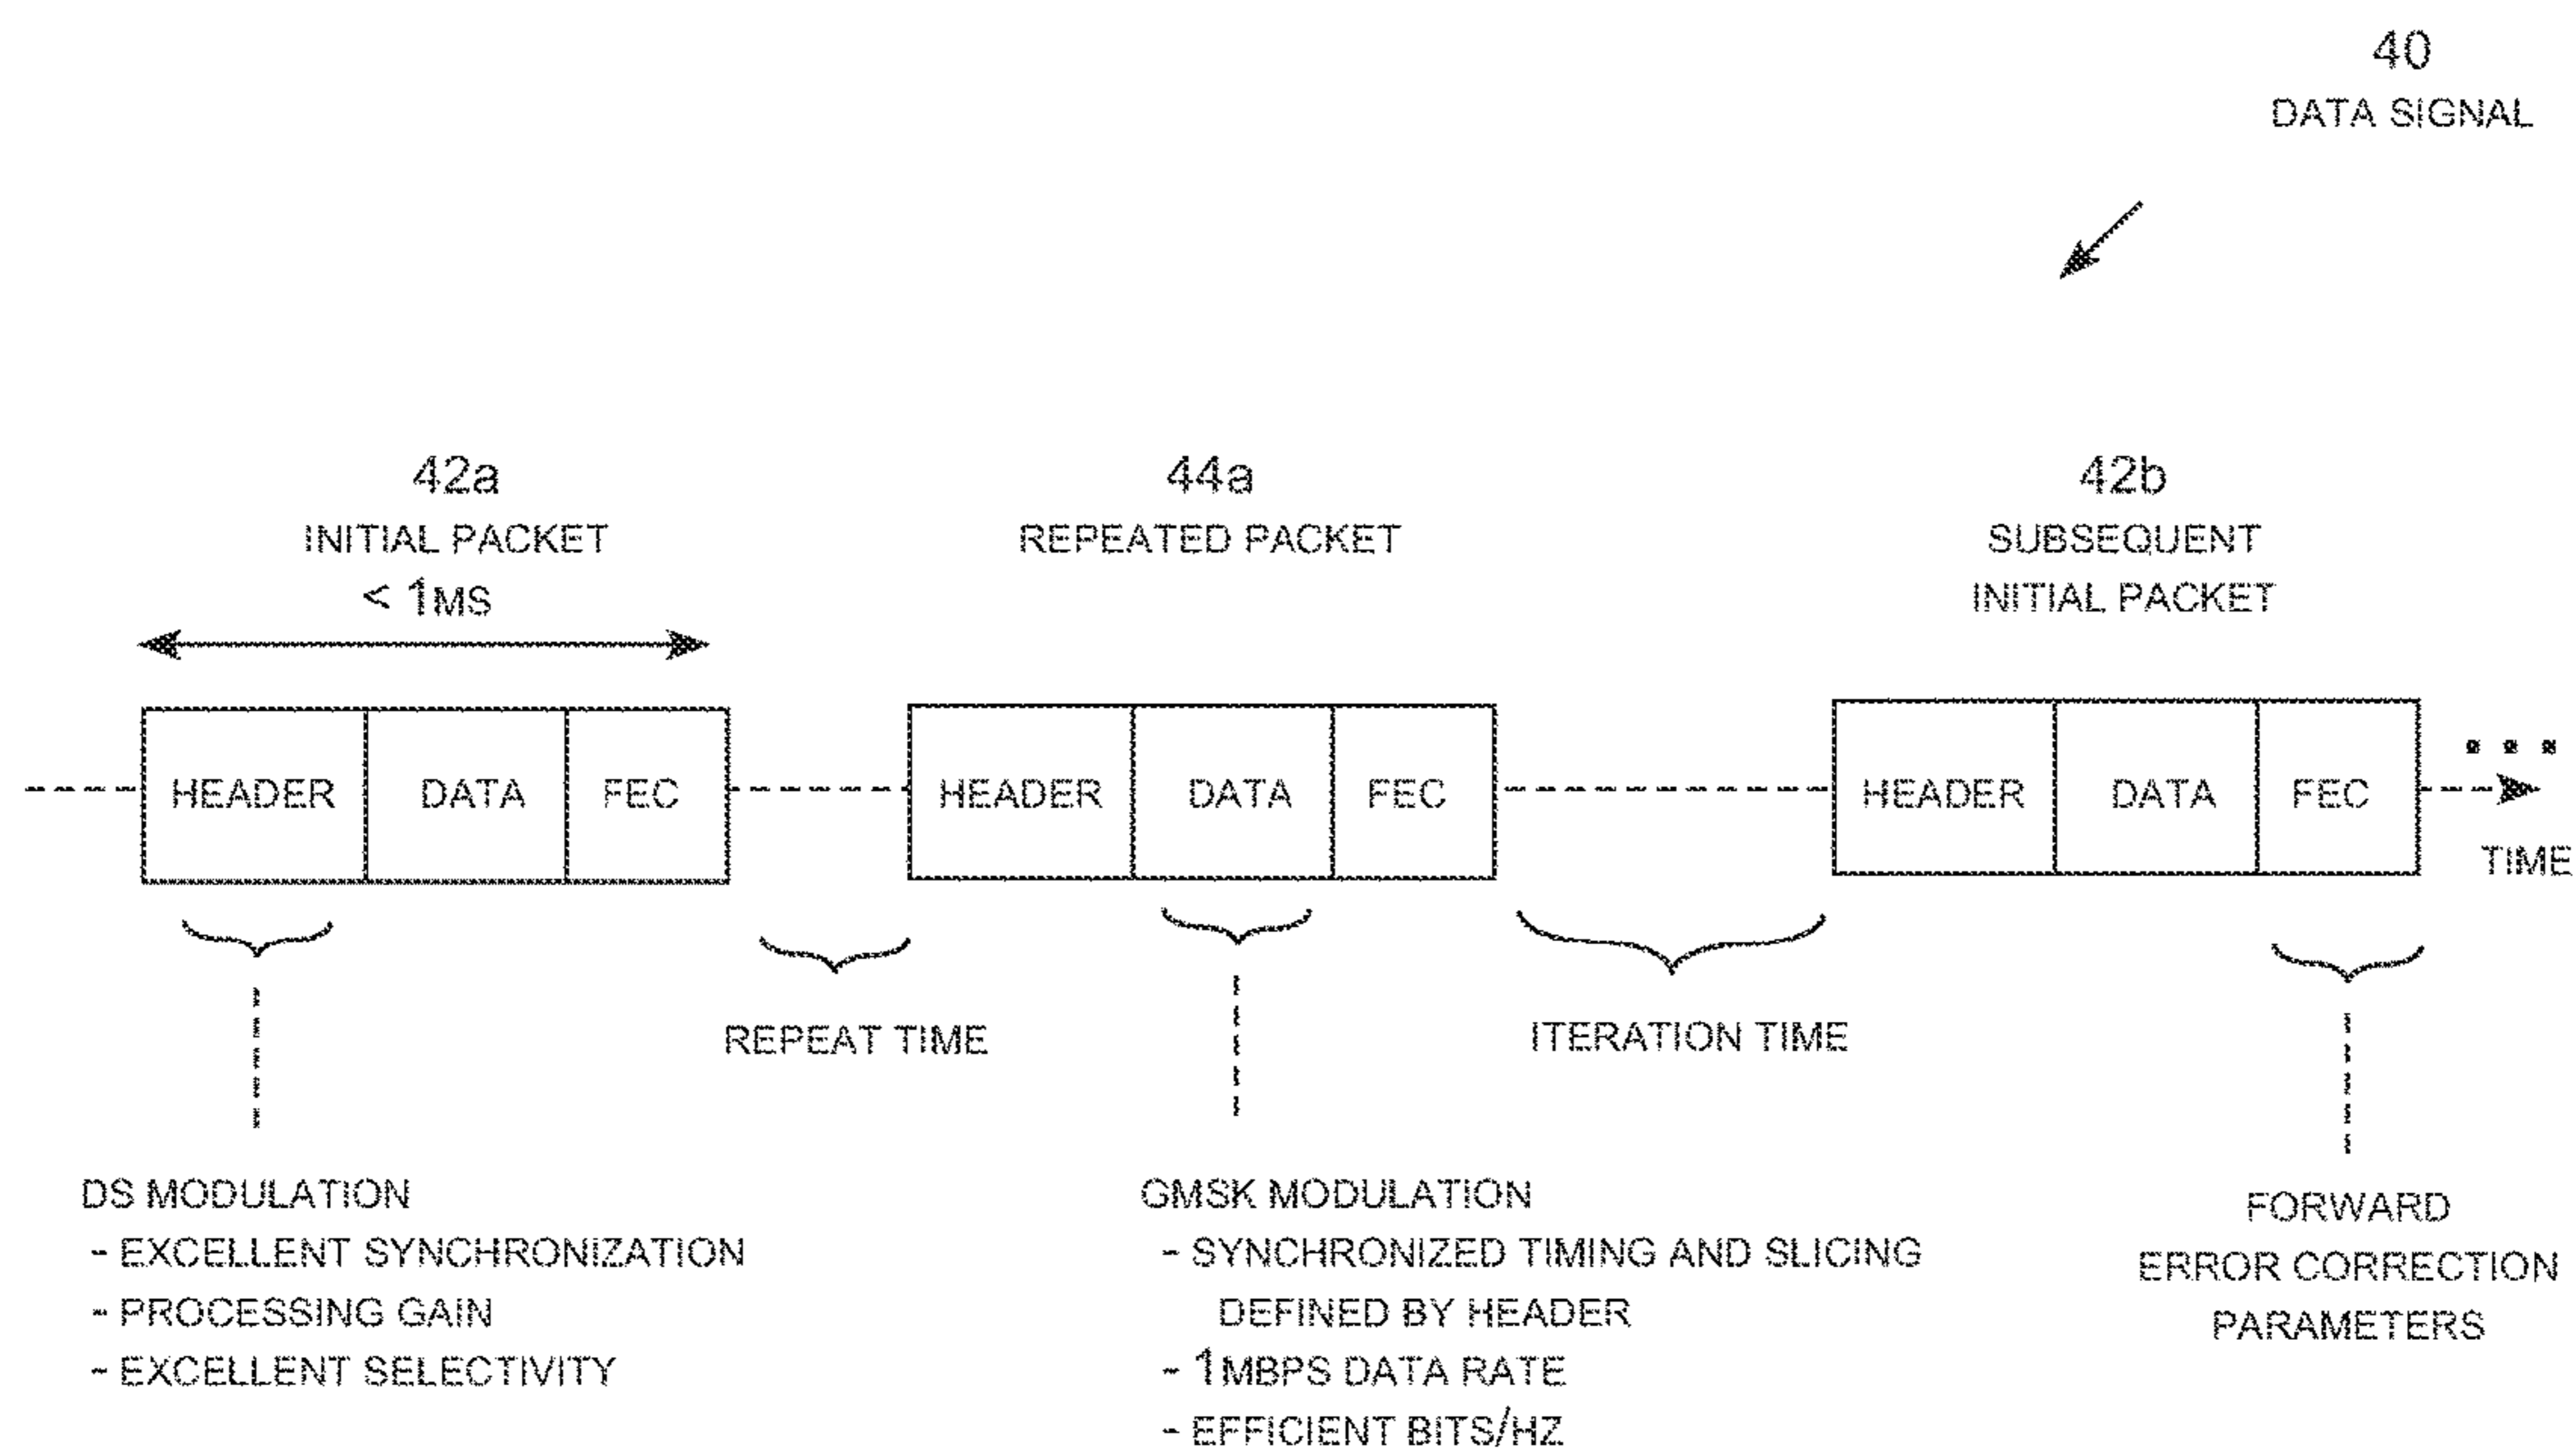 40
DATA SIGNAL
42a
INITIAL PACKET
< 1MS
44a
REPEATED PACKET
42b
SUBSEQUENT
INITIAL PACKET
HEADER DATA FEC
HEADER DATA FEC
HEADER DATA FEC
TIME
REPEAT TIME
ITERATION TIME
DS MODULATION
- EXCELLENT SYNCHRONIZATION
- PROCESSING GAIN
- EXCELLENT SELECTIVITY
GMSK MODULATION
- SYNCHRONIZED TIMING AND SLICING
DEFINED BY HEADER
- 1MBPS DATA RATE
- EFFICIENT BITS/HZ
FORWARD
ERROR CORRECTION
PARAMETERS